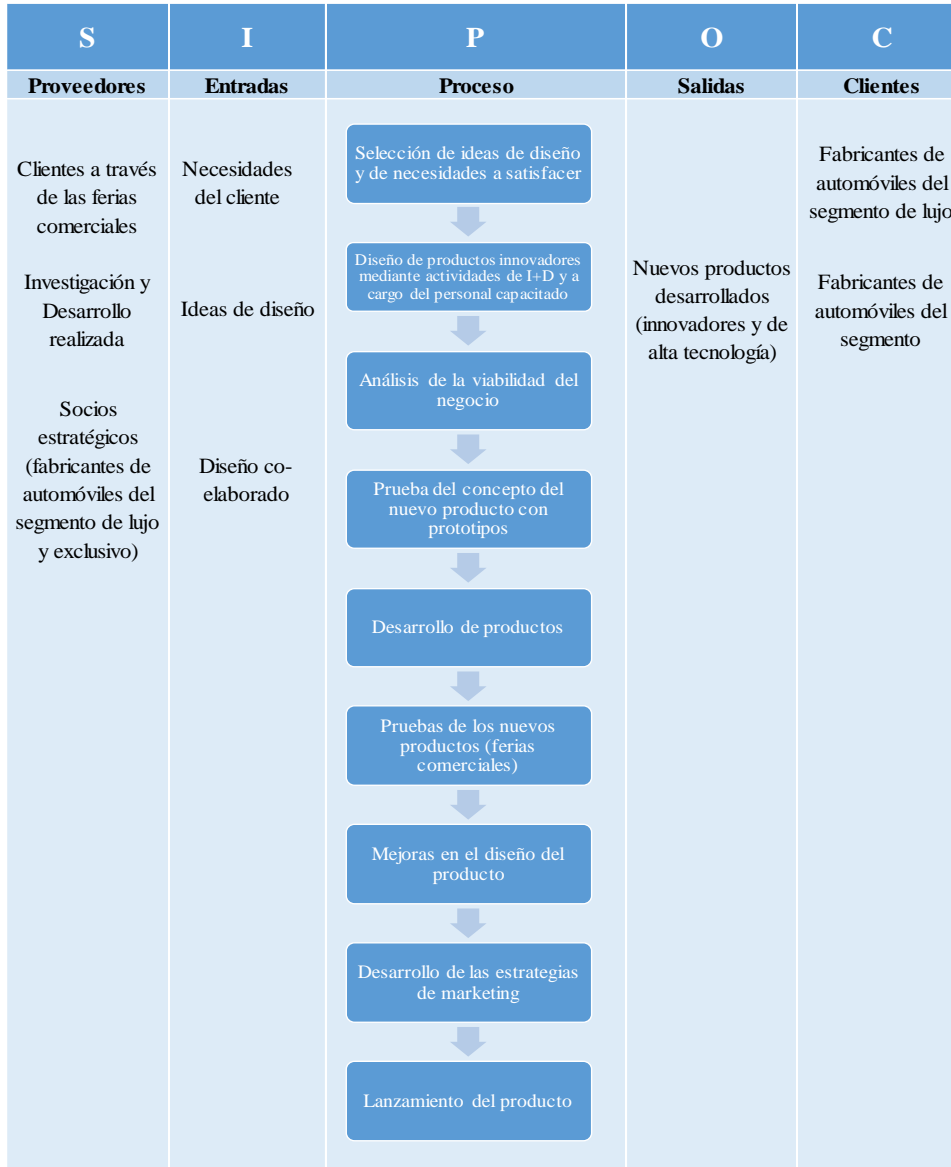 S
I
P
O
C
Proveedores
Entradas
Proceso
Salidas
Clientes
Clientes a través
de las ferias
comerciales
Investigación y
Desarrollo
realizada
Socios
estratégicos
(fabricantes de
automóviles del
segmento de lujo
y exclusivo)
Necesidades
del cliente
Ideas de diseño
Diseño co-
elaborado
Selección de ideas de diseño
y de necesidades a satisfacer
Diseño de productos innovadores
mediante actividades de I+D y a
cargo del personal capacitado
Análisis de la viabilidad del
negocio
Prueba del concepto del
nuevo producto con
prototipos
Desarrollo de productos
Pruebas de los nuevos
productos (ferias
comerciales)
Mejoras en el diseño del
producto
Desarrollo de las estrategias
de marketing
Lanzamiento del producto
Nuevos productos
desarrollados
(innovadores y de
alta tecnología)
Fabricantes de
automóviles del
segmento de lujo
Fabricantes de
automóviles del
segmento